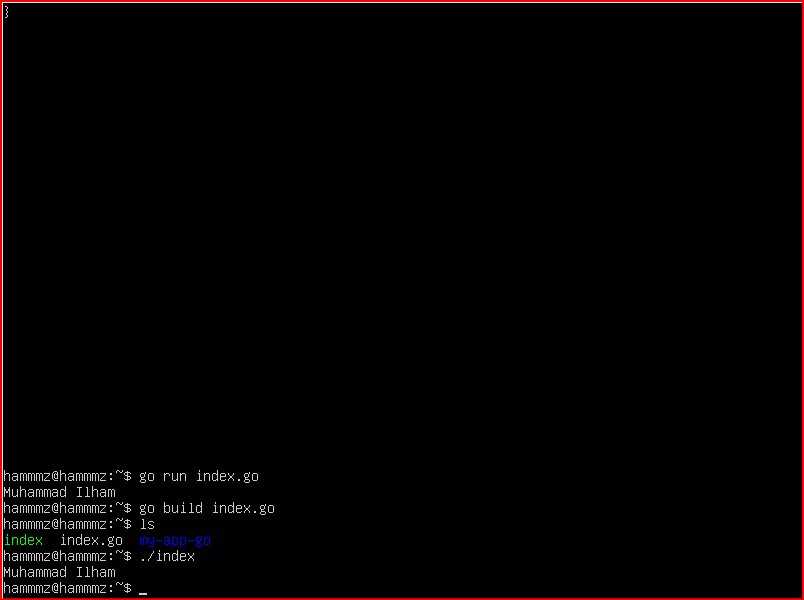 }
hammmz@hammmz:~$ go run index.go
Muhammad Ilham
hammmz@hammmz:~$ go build index.go
hammmz@hammmz:~$ ls
index  index.go  my-app-go
hammmz@hammmz:~$ ./index
Muhammad Ilham
hammmz@hammmz:~$ _